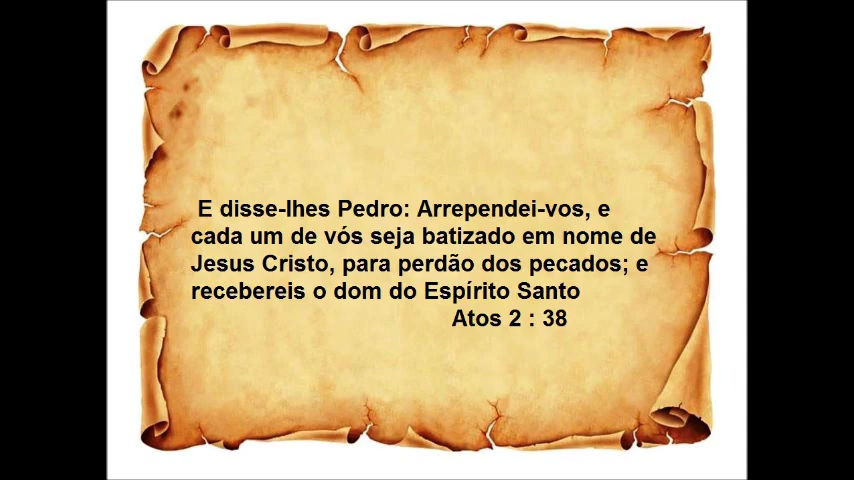 E disse-lhes Pedro: Arrependei-vos, e
cada um de vós seja batizado em nome de
Jesus Cristo, para perdão dos pecados; e
recebereis o dom do Espírito Santo
Atos 2 : 38